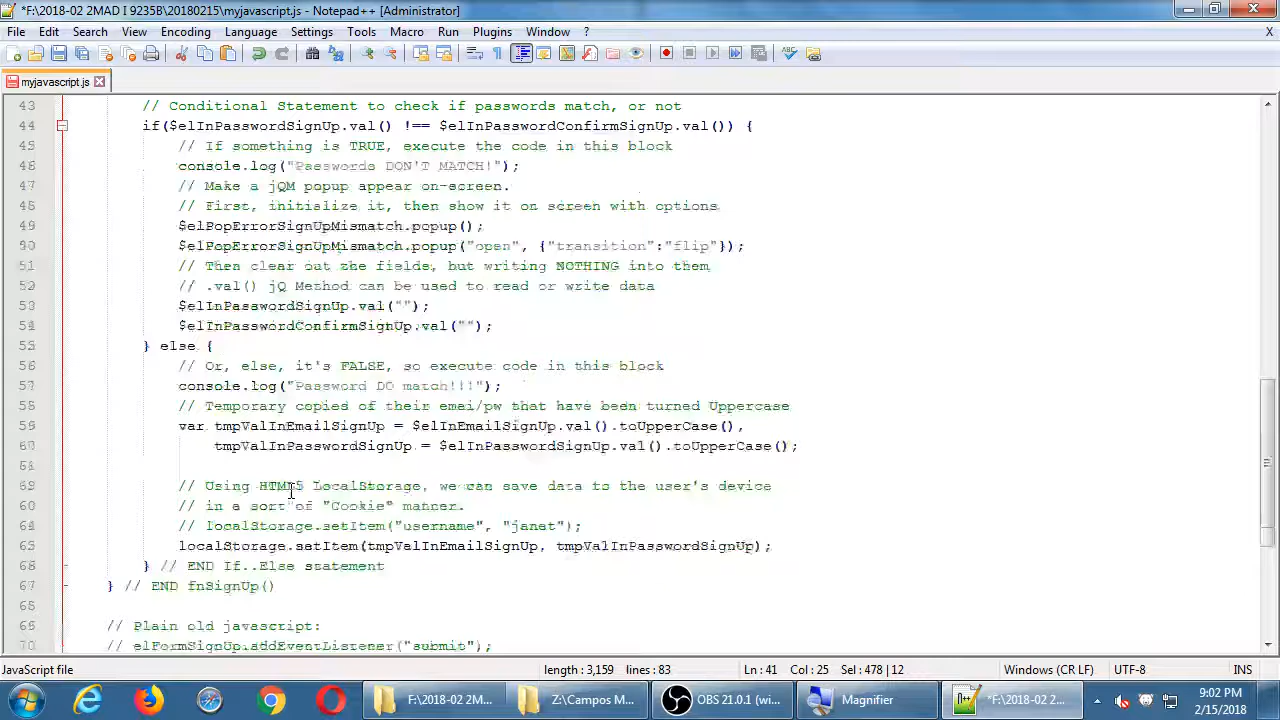 *F:\2018-02 2MAD I 9235B\20180215\myjavascript.js - Notepad++ [Administrator]
File Edit Search View Encoding Language Settings Tools Macro Run Plugins Window ? X
myjavascript.js
43 // Conditional Statement to check if passwords match, or not
44 if($elInPasswordSignUp.val() !== $elInPasswordConfirmSignUp.val()) {
45 // If something is TRUE, execute the code in this block
46 console.log("Passwords DON'T MATCH!");
47 // Make a jQM popup appear on-screen.
48 // First, initialize it, then show it on screen with options
49 $elPopErrorSignUpMismatch.popup();
50 $elPopErrorSignUpMismatch.popup("open", {"transition":"flip"});
51 // Then clear out the fields, but writing NOTHING into them
52 // .val() jQ Method can be used to read or write data
53 $elInPasswordSignUp.val("");
54 $elInPasswordConfirmSignUp.val("");
55 } else {
56 // Or, else, it's FALSE, so execute code in this block
57 console.log("Password DO match!!!");
58 // Temporary copies of their emai/pw that have been turned Uppercase
59 var tmpValInEmailSignUp = $elInEmailSignUp.val().toUpperCase(),
60 tmpValInPasswordSignUp = $elInPasswordSignUp.val().toUpperCase();
61
// Using HTML5 LocalStorage, we can save data to the user's device
// in a sort of "Cookie" manner.
64 // localStorage.setItem("username", "janet");
65 localStorage.setItem(tmpValInEmailSignUp, tmpValInPasswordSignUp);
} // END If..Else statement
67 } // END fnSignUp()
// Plain old javascript:
70 // elFormSignUp.addEventListener("submit");
JavaScript file length : 3,159 lines : 83 Ln : 41 Col : 25 Sel : 478 | 12 Windows (CR LF) UTF-8 INS
F:\2018-02 2M... Z:\Campos M... OBS 21.0.1 (wi... Magnifier *F:\2018-02 2... 9:02 PM
2/15/2018